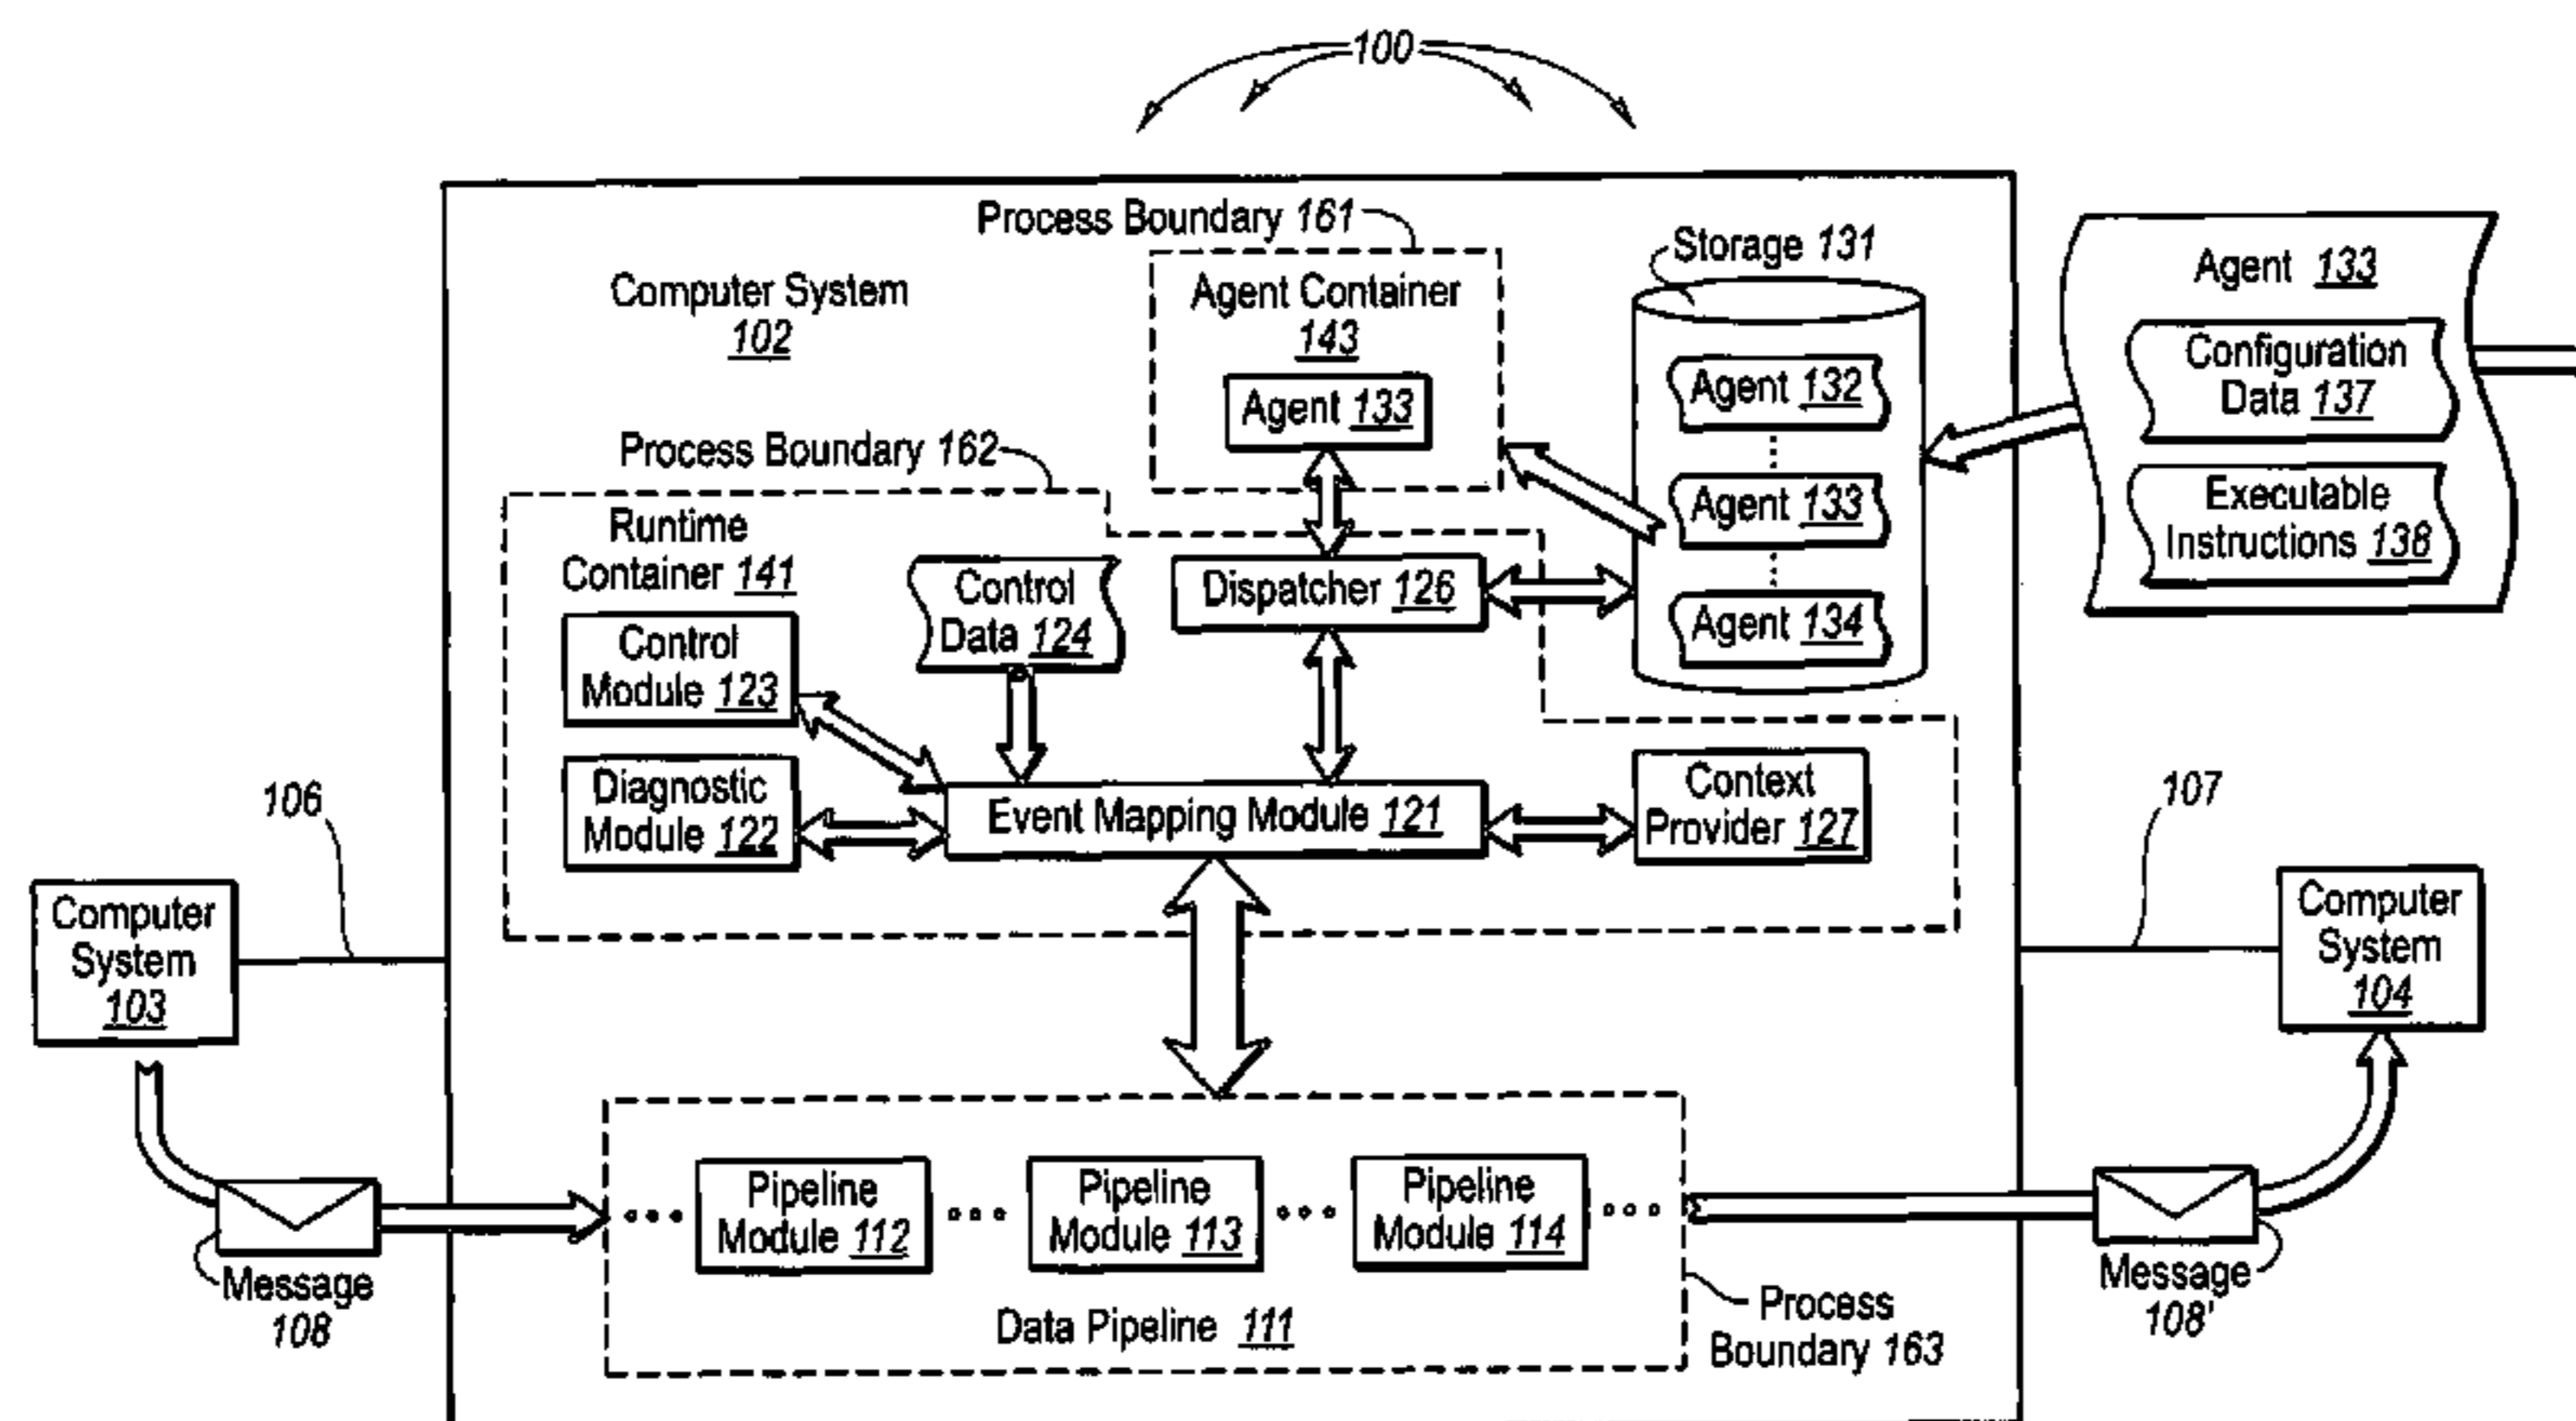 100
Process Boundary 161
Storage 131
Computer System
102
Agent Container
143
Agent 133
Agent 132
Agent 133
Agent 134
Agent 133
Configuration
Data 137
Executable
Instructions 138
Process Boundary 162
Runtime
Container 141
Control
Data 124
Dispatcher 126
Control
Module 123
Diagnostic
Module 122
Event Mapping Module 121
Context
Provider 127
106
107
Computer
System
103
Computer
System
104
Message
108
Pipeline
Module 112
Pipeline
Module 113
Pipeline
Module 114
Data Pipeline 111
Process
Boundary 163
Message
108'